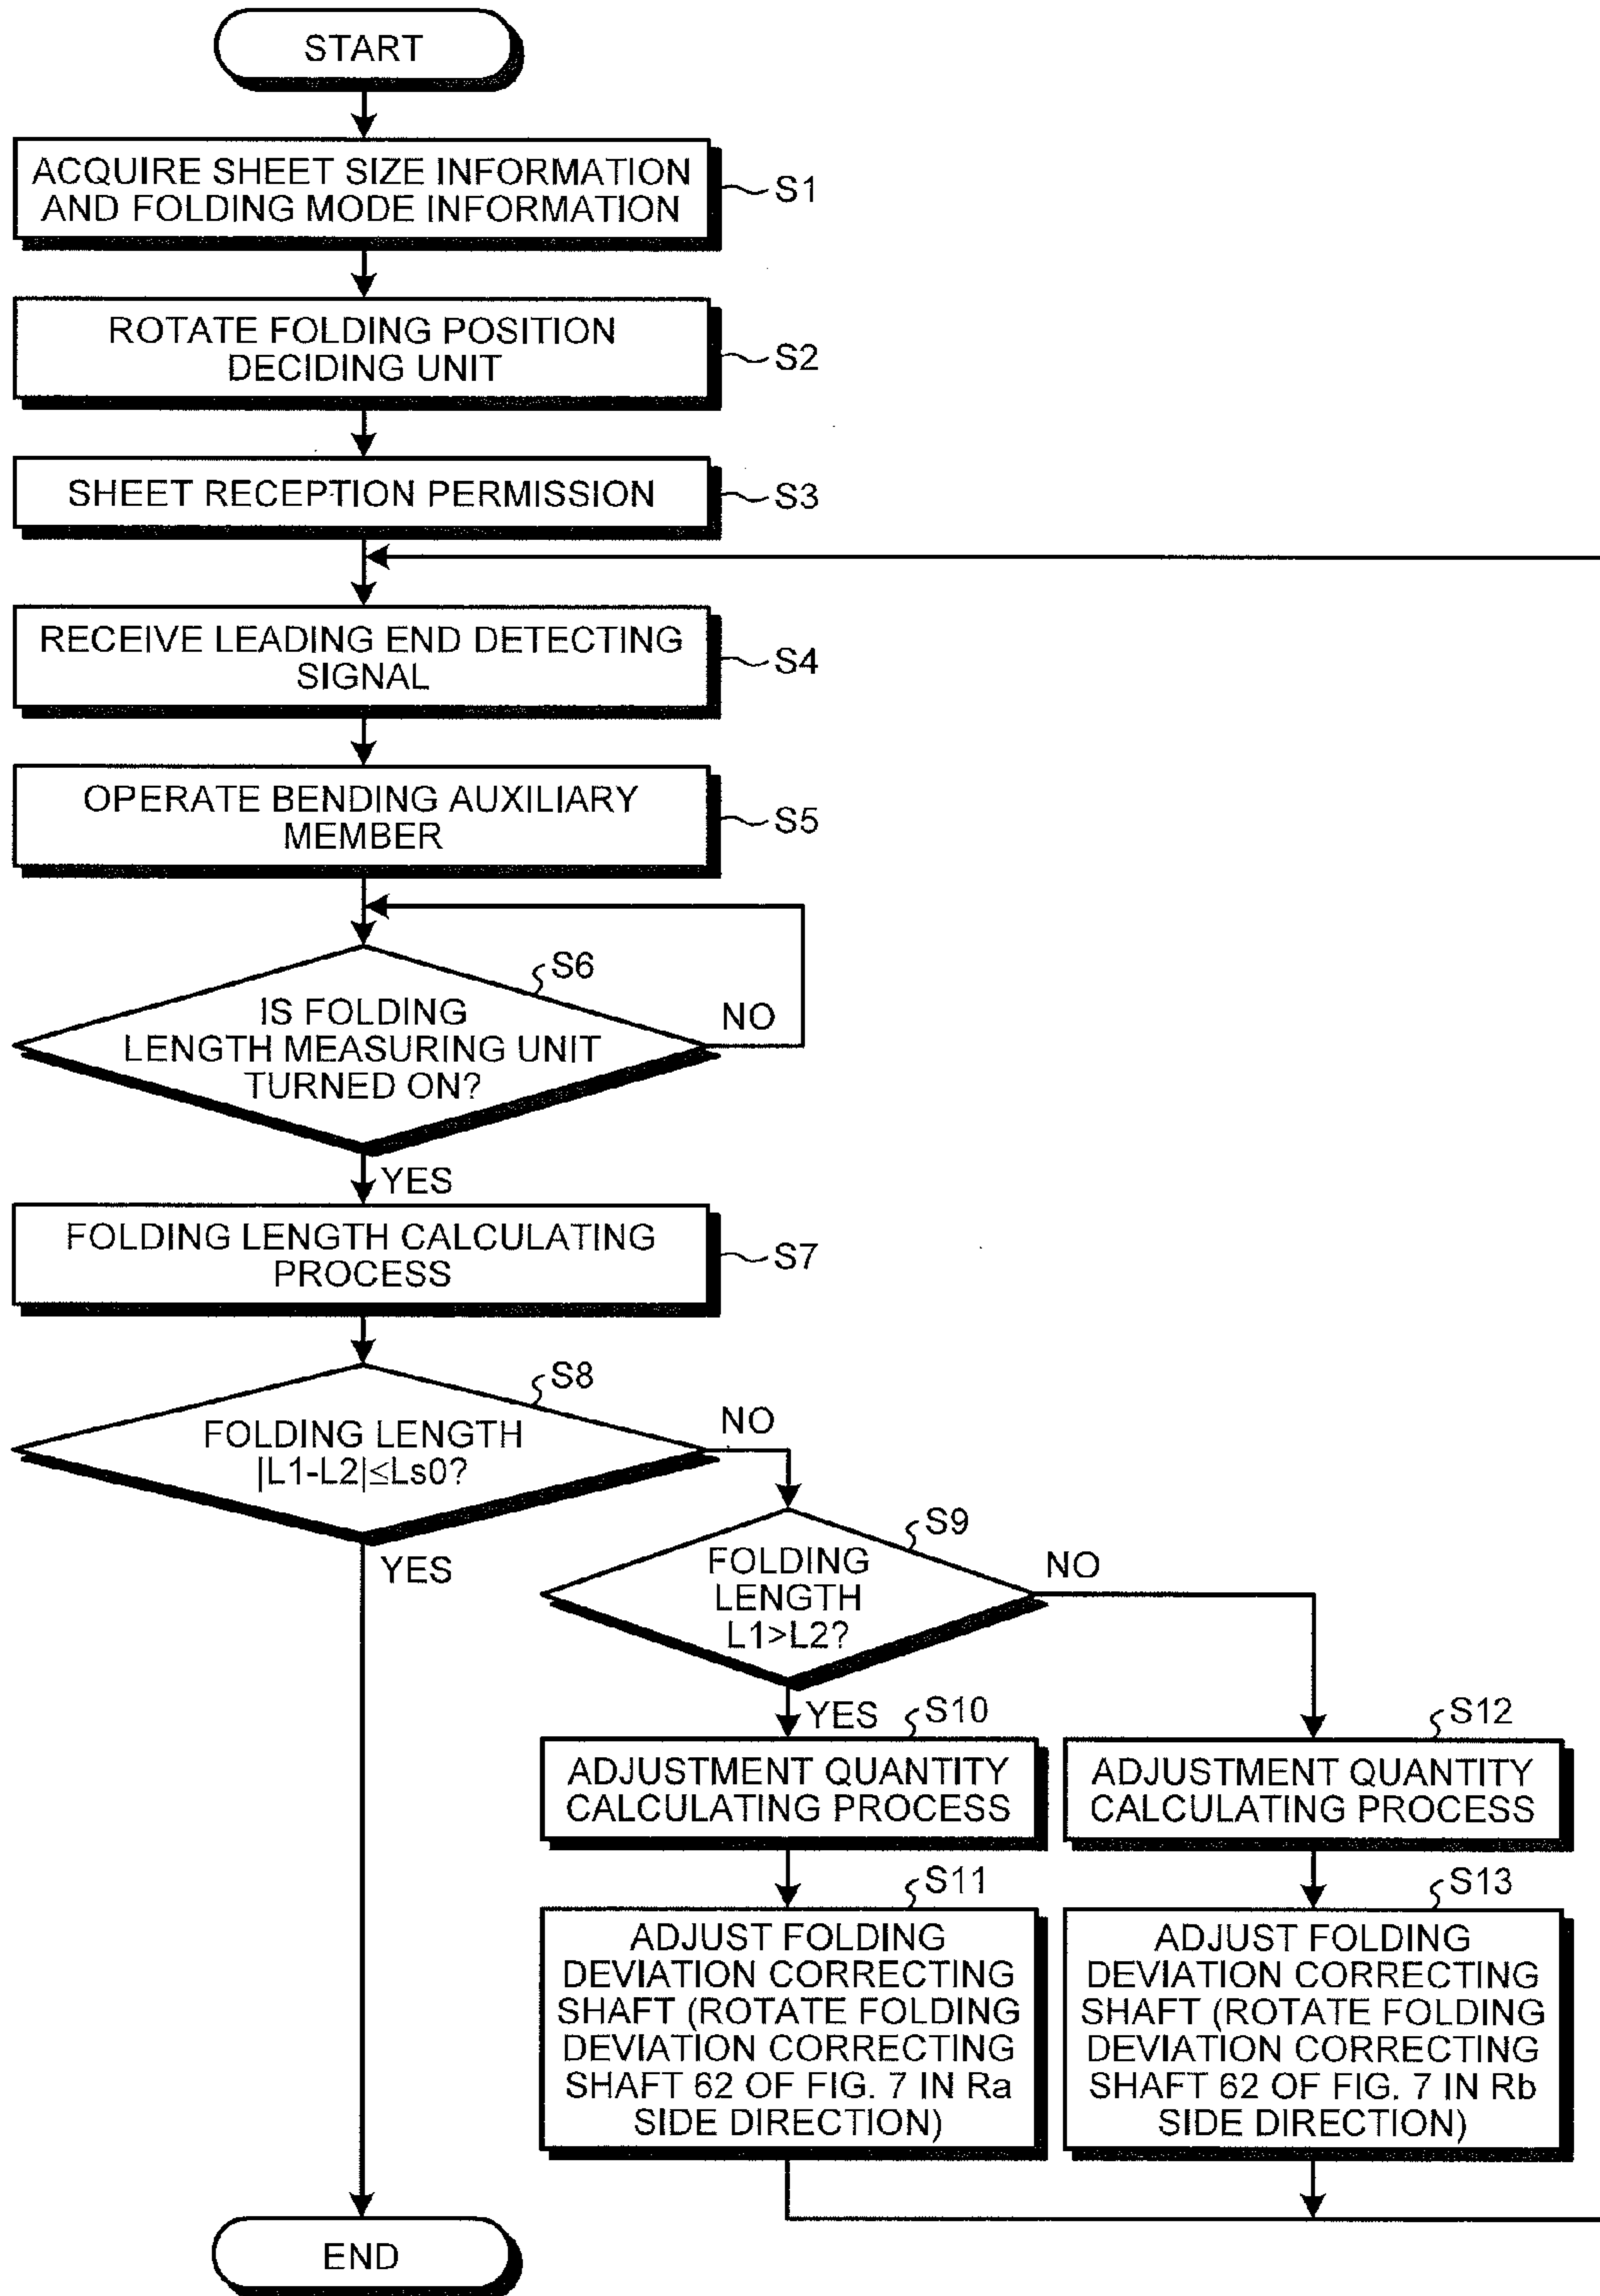 START
ACQUIRE SHEET SIZE INFORMATION
AND FOLDING MODE INFORMATION
S1
ROTATE FOLDING POSITION
DECIDING UNIT
S2
SHEET RECEPTION PERMISSION
S3
RECEIVE LEADING END DETECTING
SIGNAL
S4
OPERATE BENDING AUXILIARY
MEMBER
S5
S6
IS FOLDING
LENGTH MEASURING UNIT
TURNED ON?
NO
YES
FOLDING LENGTH CALCULATING
PROCESS
S7
S8
FOLDING LENGTH
|L1-L2|≤Ls0?
NO
YES
S9
FOLDING
LENGTH
L1>L2?
NO
YES
S10
ADJUSTMENT QUANTITY
CALCULATING PROCESS
S12
ADJUSTMENT QUANTITY
CALCULATING PROCESS
S11
ADJUST FOLDING
DEVIATION CORRECTING
SHAFT (ROTATE FOLDING
DEVIATION CORRECTING
SHAFT 62 OF FIG. 7 IN Ra
SIDE DIRECTION)
S13
ADJUST FOLDING
DEVIATION CORRECTING
SHAFT (ROTATE FOLDING
DEVIATION CORRECTING
SHAFT 62 OF FIG. 7 IN Rb
SIDE DIRECTION)
END